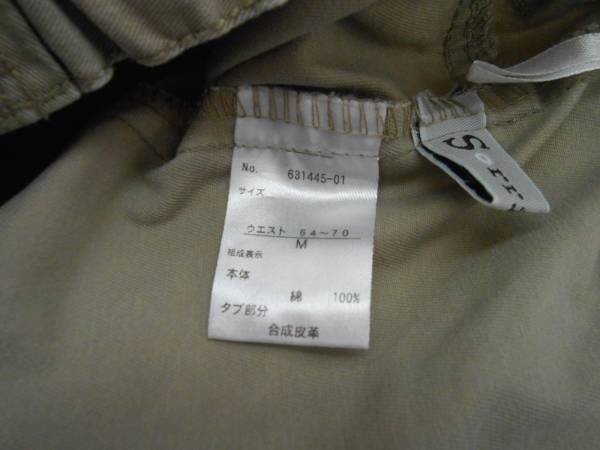 No. 631445-01
サイズ
ウエスト 64～70
M
組成表示
本体
綿 100%
タブ部分
合成皮革